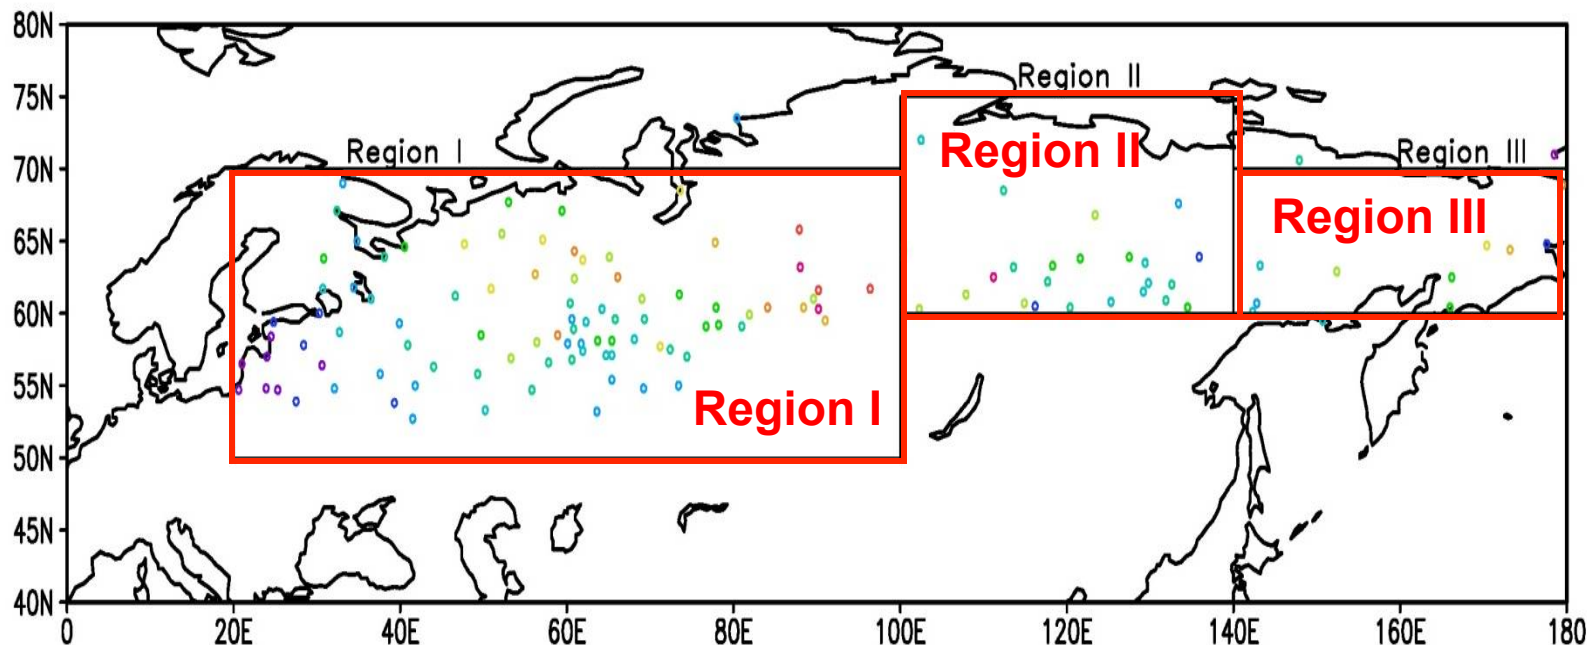 80N
75N
70N
65N
60N
55N
50N
45N
40N
Region I
Region II
Region III
Region I
Region II
Region III
0
20E
40E
60E
80E
100E
120E
140E
160E
180